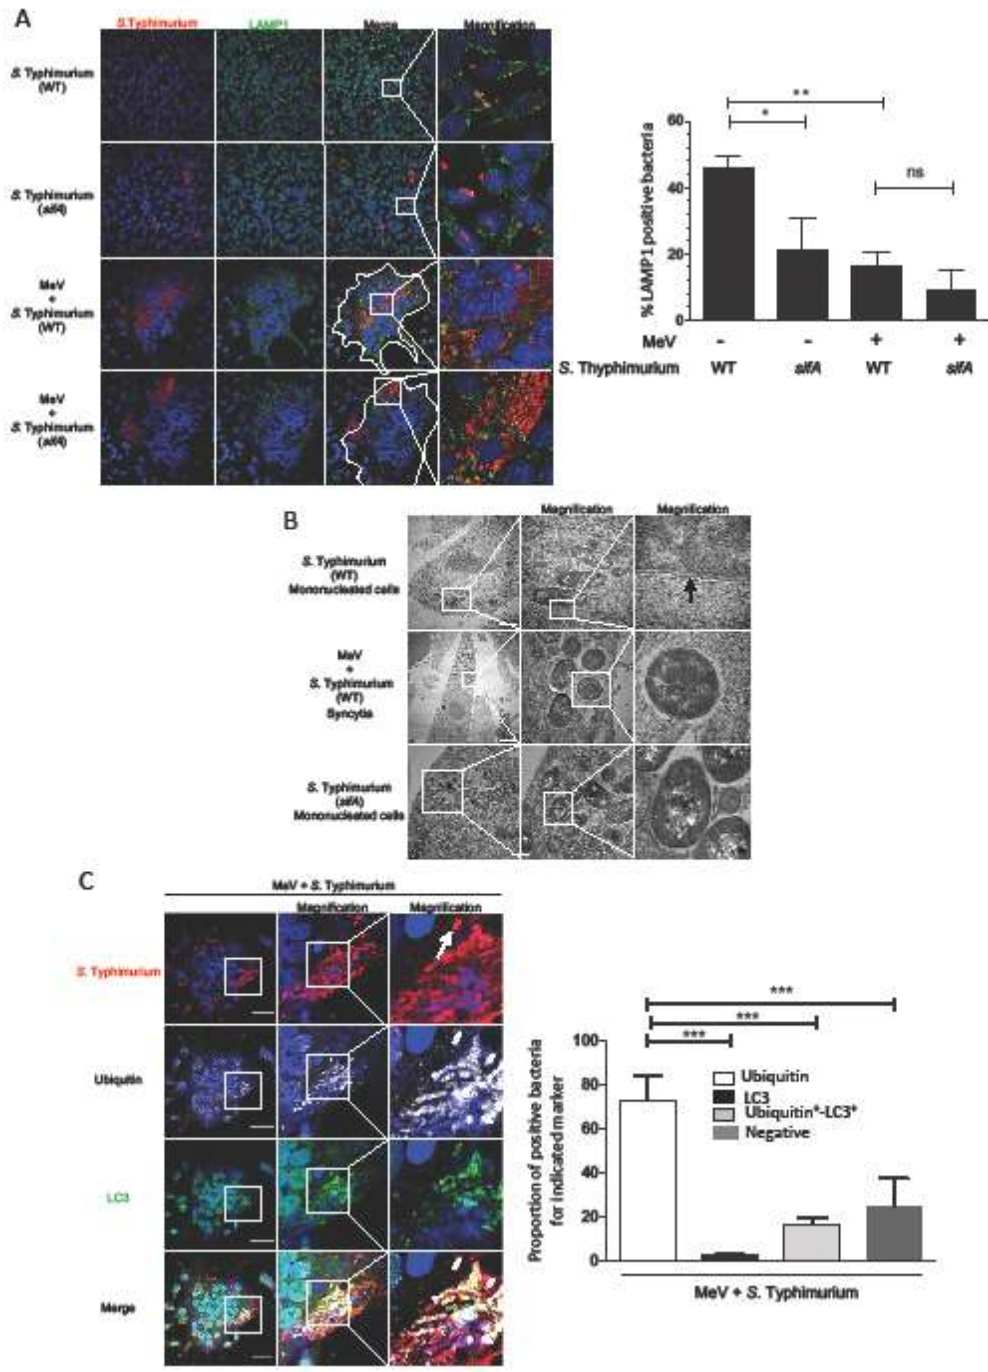 A
S.Typhimurium LAMP1 Merge Magnification
S. Typhimurium
(WT)
S. Typhimurium
(sifA)
MeV
+
S. Typhimurium
(WT)
MeV
+
S. Typhimurium
(sifA)
% LAMP1 positive bacteria
60
40
20
0
**
*
ns
MeV - - + +
S. Thyphimurium WT sifA WT sifA
B
Magnification Magnification
S. Typhimurium
(WT)
Mononucleated cells
MeV
+
S. Typhimurium
(WT)
Syncytia
S. Typhimurium
(sifA)
Mononucleated cells
C
MeV + S. Typhimurium
Magnification Magnification
S. Typhimurium
Ubiquitin
LC3
Merge
Proportion of positive bacteria
for indicated marker
100
80
60
40
20
0
***
***
***
Ubiquitin
LC3
Ubiquitin+-LC3+
Negative
MeV + S. Typhimurium